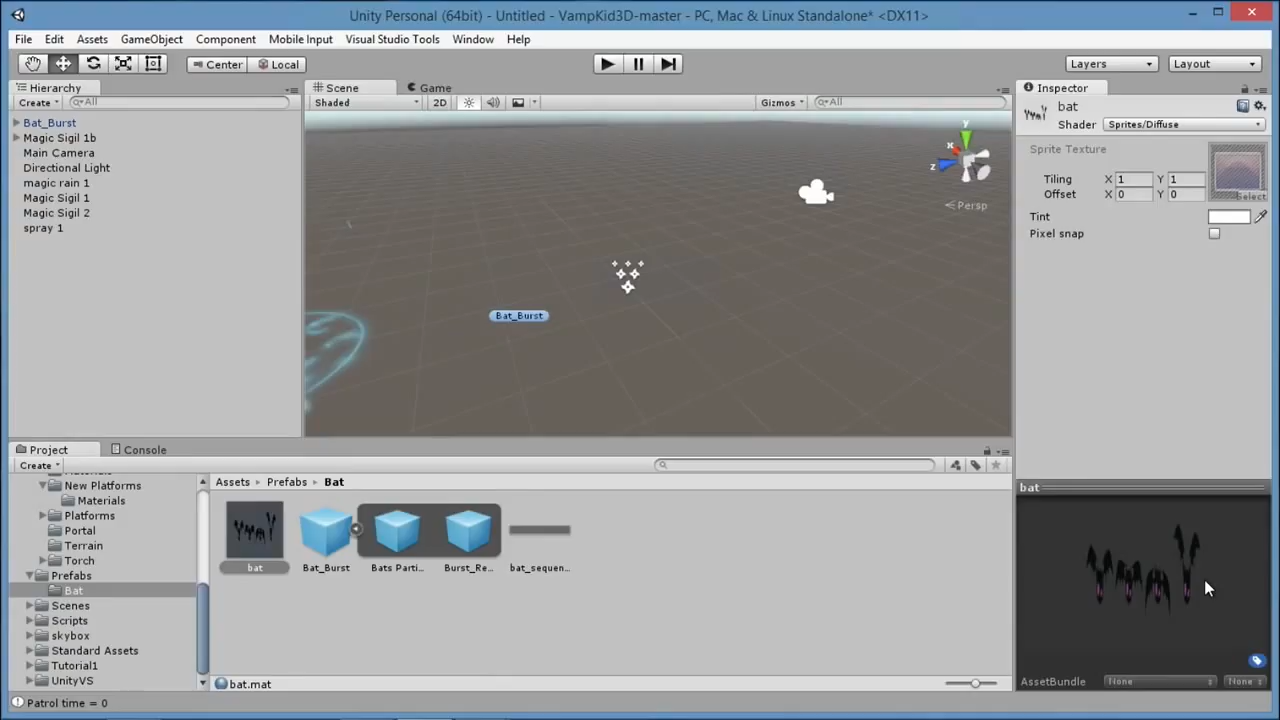 Unity Personal (64bit) - Untitled - VampKid3D-master - PC, Mac & Linux Standalone* <DX11>
File Edit Assets GameObject Component Mobile Input Visual Studio Tools Window Help
Center Local Layers Layout
Hierarchy
Create All
Bat_Burst
Magic Sigil 1b
Main Camera
Directional Light
magic rain 1
Magic Sigil 1
Magic Sigil 2
spray 1
Scene Game
Shaded 2D Gizmos All
y
x
z
Persp
Bat_Burst
Inspector
bat
Shader Sprites/Diffuse
Sprite Texture
Tiling X 1 Y 1
Offset X 0 Y 0
Select
Tint
Pixel snap
Project Console
Create
New Platforms
Materials
Platforms
Portal
Terrain
Torch
Prefabs
Bat
Scenes
Scripts
skybox
Standard Assets
Tutorial1
UnityVS
Assets Prefabs Bat
bat Bat_Burst Bats Parti... Burst_Re... bat_sequen...
bat.mat
bat
AssetBundle None None
Patrol time = 0